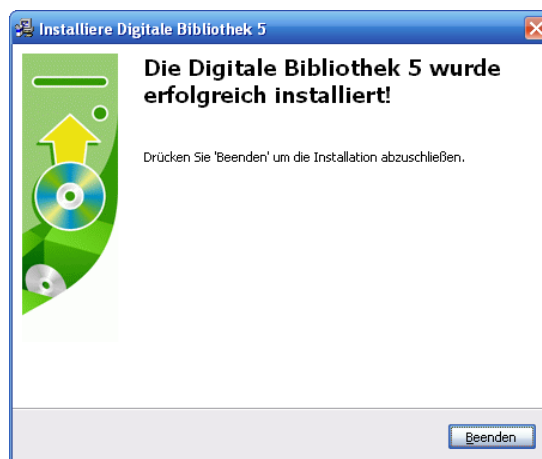 Installiere Digitale Bibliothek 5
Die Digitale Bibliothek 5 wurde
erfolgreich installiert!
Drücken Sie 'Beenden' um die Installation abzuschließen.
Beenden